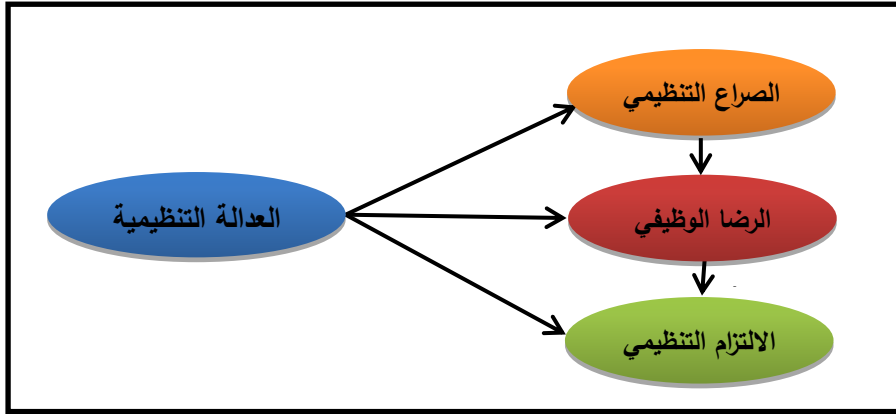 الصراع التنظيمي
العدالة التنظيمية
الرضا الوظيفي
الالتزام التنظيمي